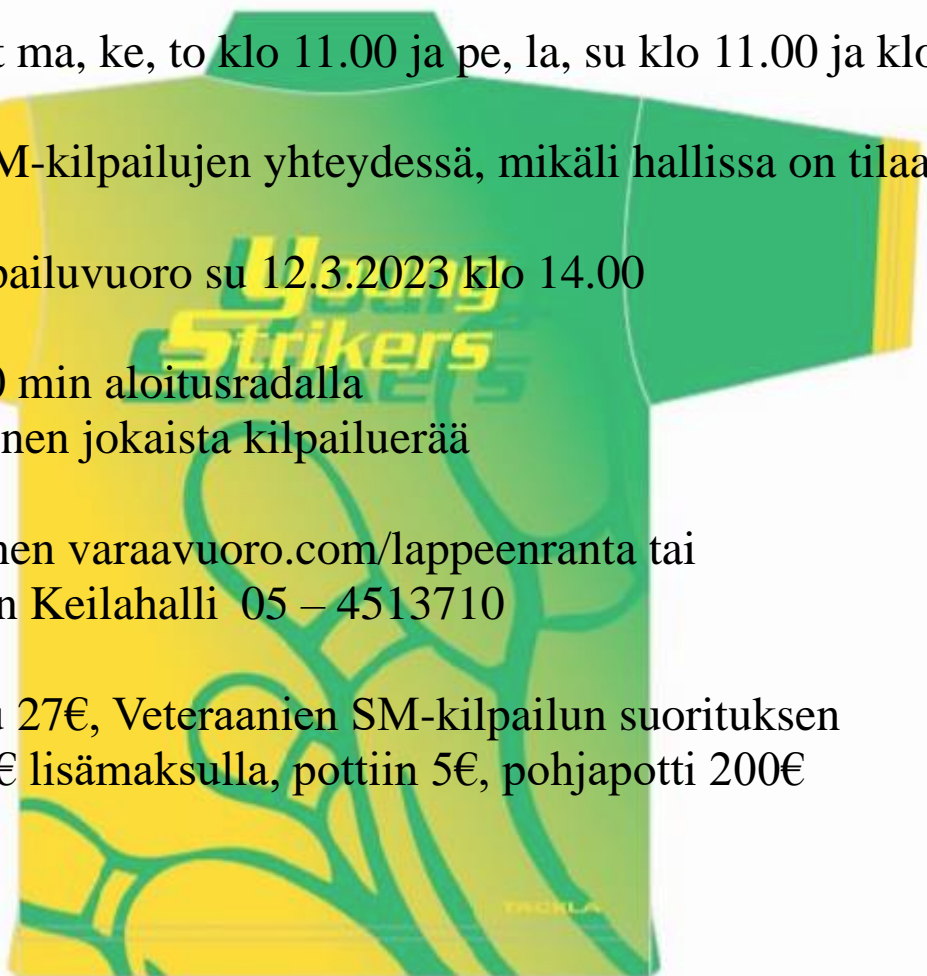 t ma, ke, to klo 11.00 ja pe, la, su klo 11.00 ja klo
M-kilpailujen yhteydessä, mikäli hallissa on tilaa
pailuvuoro su 12.3.2023 klo 14.00
Young
Strikers
0 min aloitusradalla
nen jokaista kilpailuerää
nen varaavuoro.com/lappeenranta tai
n Keilahalli 05 – 4513710
u 27€, Veteraanien SM-kilpailun suorituksen
€ lisämaksulla, pottiin 5€, pohjapotti 200€
TACKLA